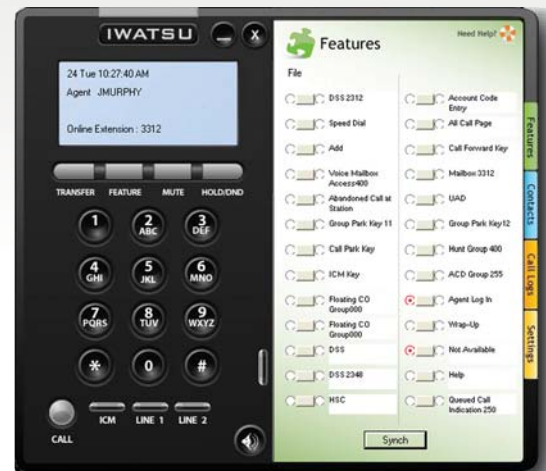 IWATSU
X
24 Tue 10:27:40 AM
Agent JMURPHY
Online Extension : 3312
TRANSFER FEATURE MUTE HOLD/DND
1 2 3
ABC DEF
4 5 6
GHI JKL MNO
7 8 9
PQRS TUV WXYZ
* 0 #
ICM LINE 1 LINE 2
CALL
Features
Need Help?
File
DSS2312
Speed Dial
Add
Voice Mailbox
Access400
Abandoned Call at
Station
Group Park Key 11
Call Park Key
ICM Key
Floating CO
Group000
Floating CO
Group000
DSS
DSS2348
HSC
Account Code
Entry
All Call Page
Call Forward Key
Mailbox 3312
UAD
Group Park Key12
Hunt Group 400
ACD Group 255
Agent Log In
Wrap-Up
Not Available
Help
Queued Call
Indication 250
Synch
Features
Contacts
Call Logs
Settings